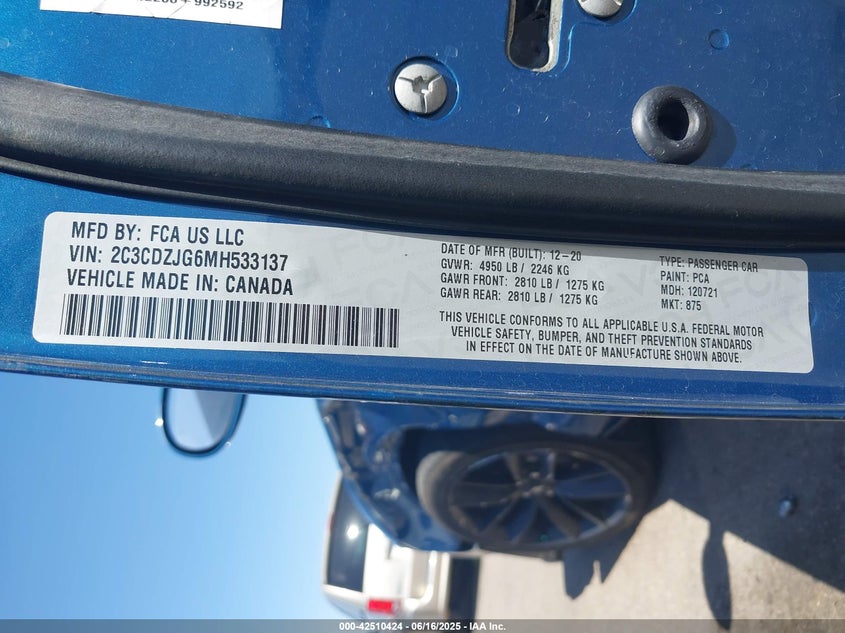 992592
MFD BY: FCA US LLC
VIN: 2C3CDZJG6MH533137
VEHICLE MADE IN: CANADA
DATE OF MFR (BUILT): 12-20
GVWR: 4950 LB / 2246 KG
GAWR FRONT: 2810 LB / 1275 KG
GAWR REAR: 2810 LB / 1275 KG
TYPE: PASSENGER CAR
PAINT: PCA
MDH: 120721
MKT: 875
THIS VEHICLE CONFORMS TO ALL APPLICABLE U.S.A. FEDERAL MOTOR
VEHICLE SAFETY, BUMPER, AND THEFT PREVENTION STANDARDS
IN EFFECT ON THE DATE OF MANUFACTURE SHOWN ABOVE.
000-42510424 - 06/16/2025 - IAA Inc.